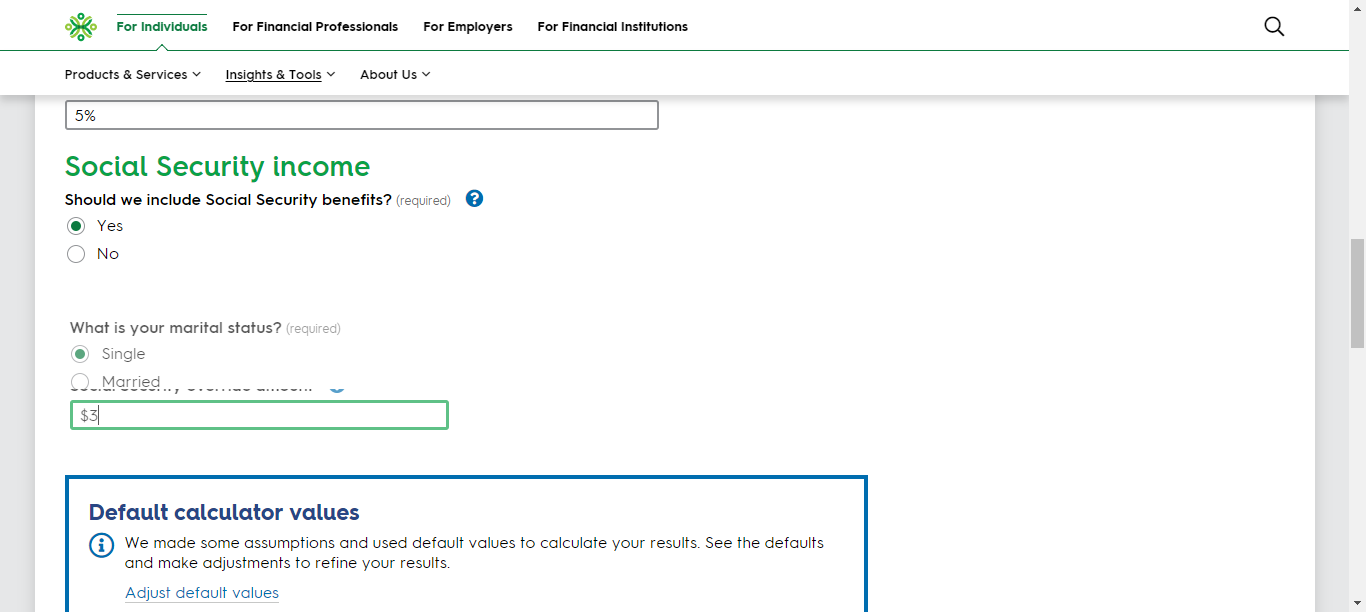 For Individuals For Financial Professionals For Employers For Financial Institutions
Products & Services Insights & Tools About Us
5%
Social Security income
Should we include Social Security benefits? (required)
Yes
No
What is your marital status? (required)
Single
Married
$3
Default calculator values
We made some assumptions and used default values to calculate your results. See the defaults
and make adjustments to refine your results.
Adjust default values